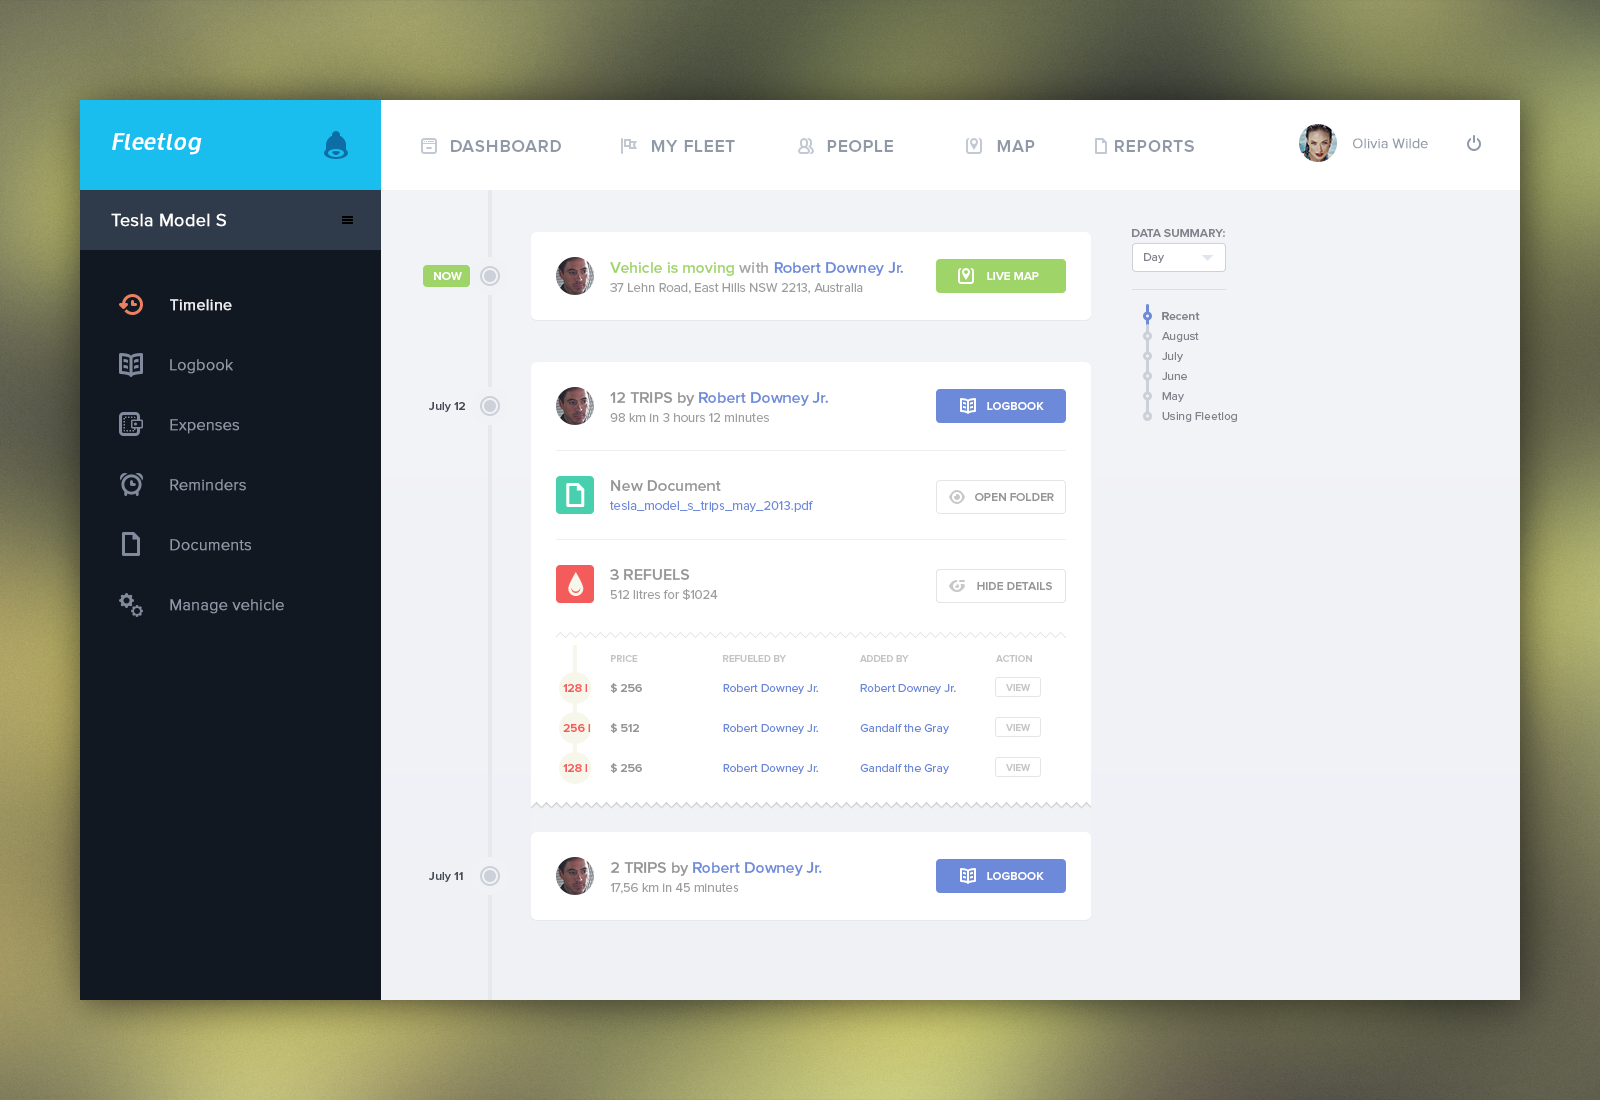 Fleetlog
DASHBOARD
MY FLEET
PEOPLE
MAP
REPORTS
Olivia Wilde
Tesla Model S
Timeline
Logbook
Expenses
Reminders
Documents
Manage vehicle
NOW
Vehicle is moving with Robert Downey Jr.
37 Lehn Road, East Hills NSW 2213, Australia
LIVE MAP
July 12
12 TRIPS by Robert Downey Jr.
98 km in 3 hours 12 minutes
LOGBOOK
New Document
tesla_model_s_trips_may_2013.pdf
OPEN FOLDER
3 REFUELS
512 litres for $1024
HIDE DETAILS
PRICE REFUELED BY ADDED BY ACTION
128 l $ 256 Robert Downey Jr. Robert Downey Jr. VIEW
256 l $ 512 Robert Downey Jr. Gandalf the Gray VIEW
128 l $ 256 Robert Downey Jr. Gandalf the Gray VIEW
July 11
2 TRIPS by Robert Downey Jr.
17,56 km in 45 minutes
LOGBOOK
DATA SUMMARY:
Day
Recent
August
July
June
May
Using Fleetlog